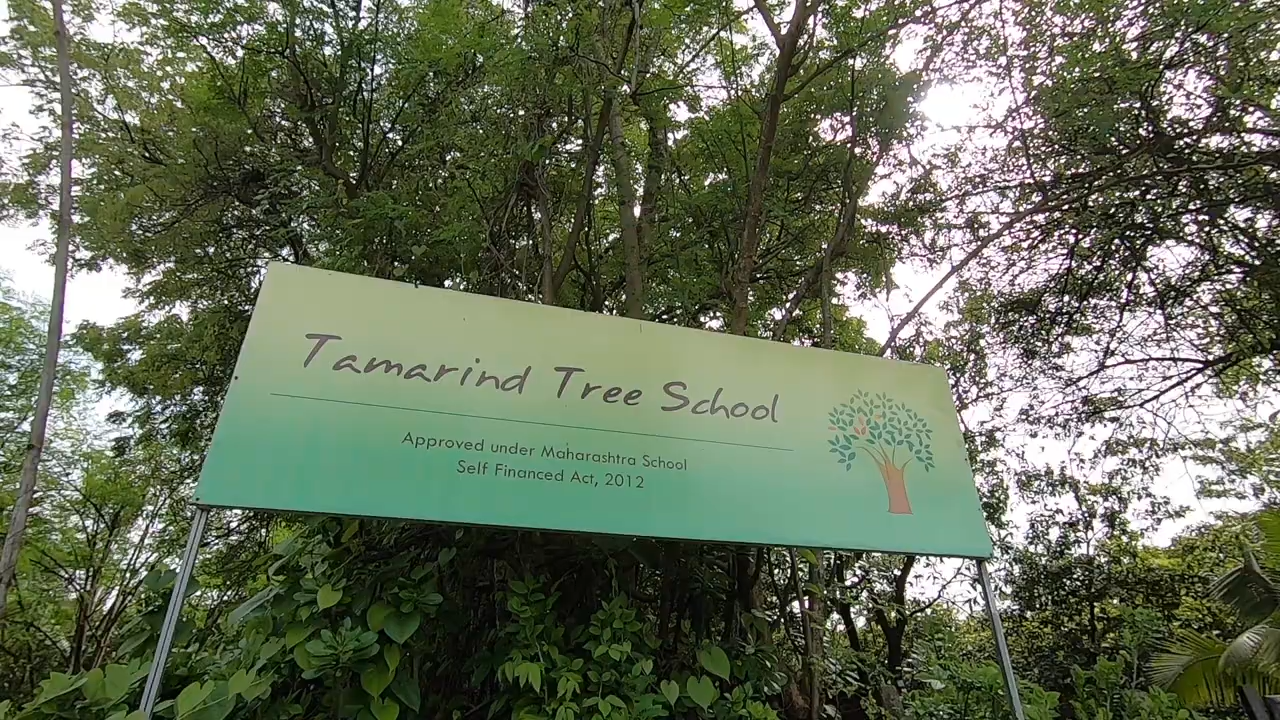 Tamarind Tree School
Approved under Maharashtra School
Self Financed Act, 2012